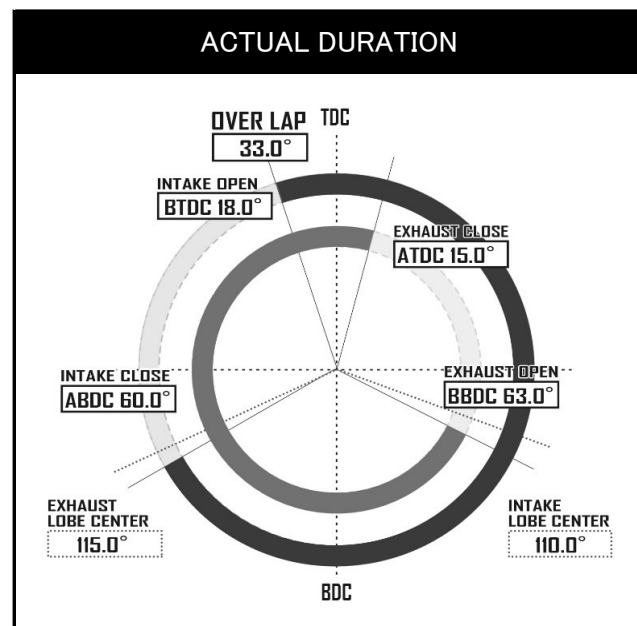 ACTUAL DURATION
OVER LAP
33.0°
TDC
INTAKE OPEN
BTDC 18.0°
EXHAUST CLOSE
ATDC 15.0°
INTAKE CLOSE
ABDC 60.0°
EXHAUST OPEN
BBDC 63.0°
EXHAUST
LOBE CENTER
115.0°
INTAKE
LOBE CENTER
110.0°
BDC